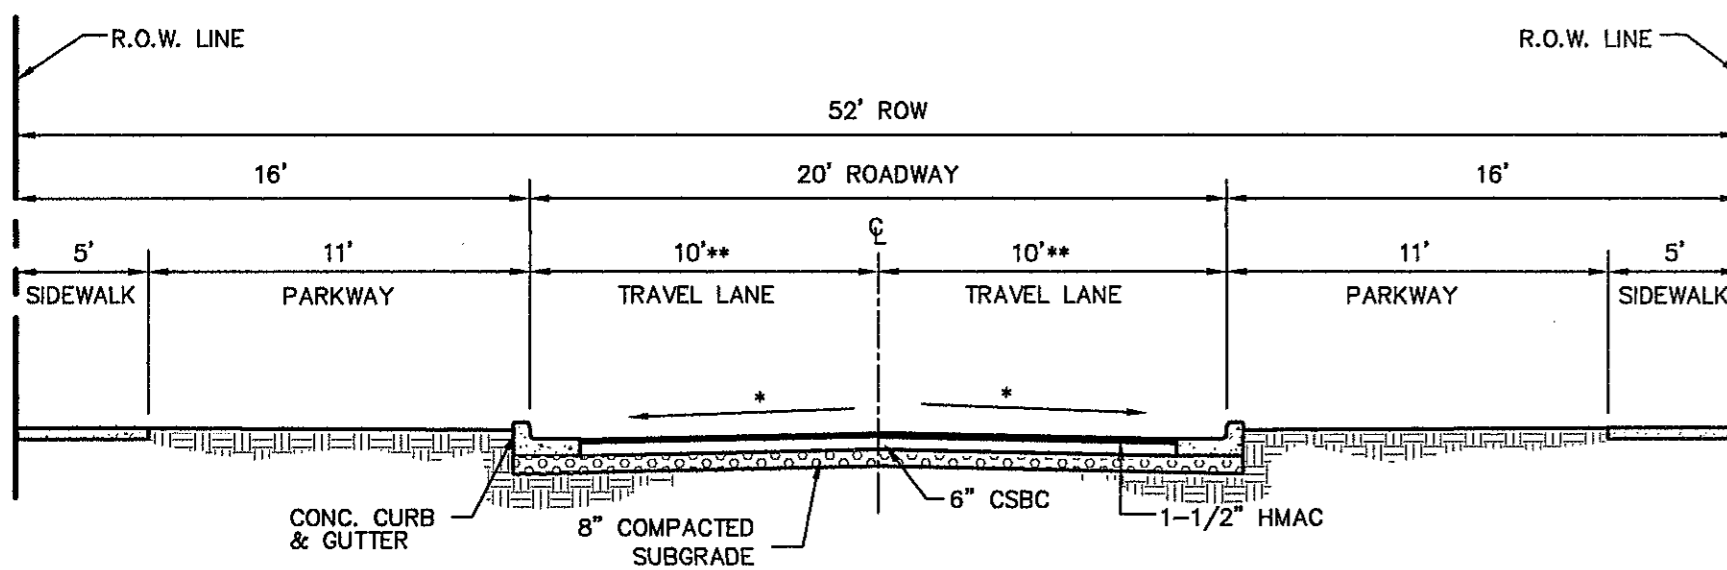 R.O.W. LINE
R.O.W. LINE
52' ROW
16'
20' ROADWAY
16'
℄
5'
11'
10'**
10'**
11'
5'
SIDEWALK
PARKWAY
TRAVEL LANE
TRAVEL LANE
PARKWAY
SIDEWALK
*
*
CONC. CURB
& GUTTER
8" COMPACTED
SUBGRADE
6" CSBC
1-1/2" HMAC